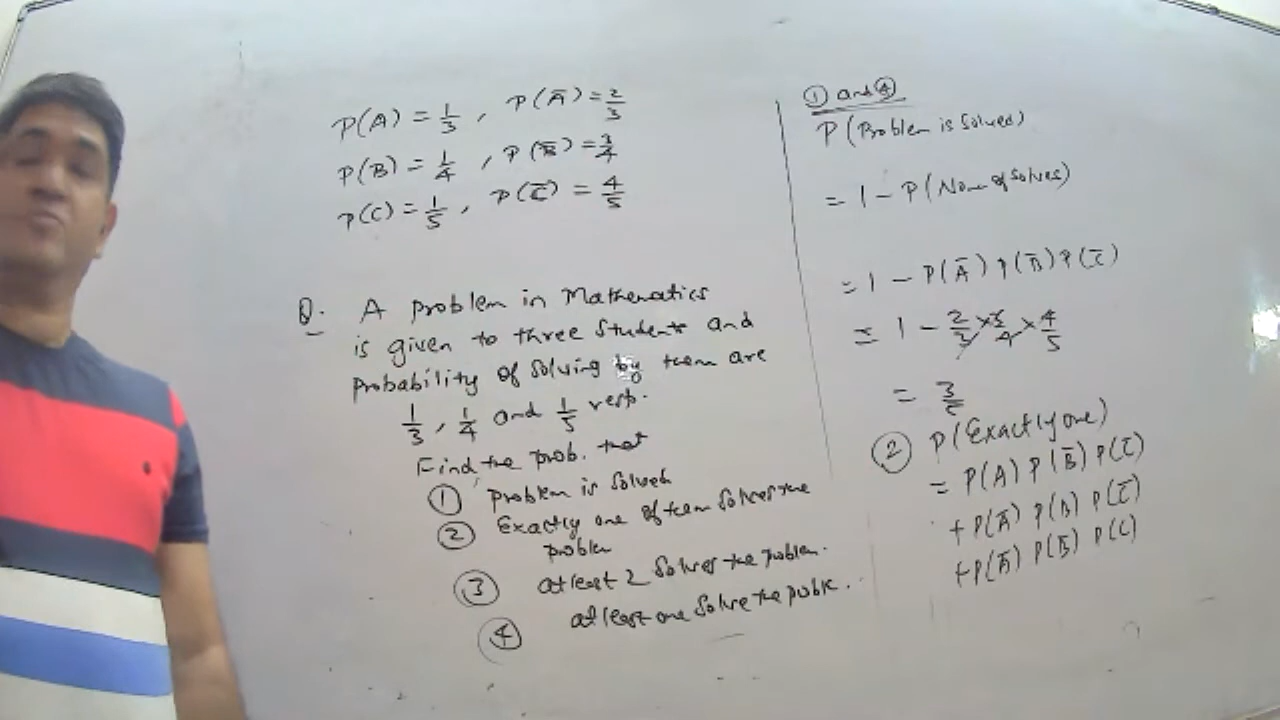 P(A) = 1/3 , P(Ā) = 2/3
P(B) = 1/4 , P(B̄) = 3/4
P(C) = 1/5 , P(C̄) = 4/5
Q. A problem in Mathematics
is given to three students and
probability of solving by them are
1/3 , 1/4 and 1/5 resp.
Find the prob. that
① problem is solved
② Exactly one of them solves the
problem
③ at least 2 solves the problem.
④ at least one solve the
① and ④
P(Problem is solved)
= 1 - P(None of solves)
= 1 - P(Ā) P(B̄) P(C̄)
= 1 - 2/3 × 3/4 × 4/5
= 3/5
② P(Exactly one)
= P(A) P(B̄) P(C̄)
+ P(Ā) P(B) P(C̄)
+ P(Ā) P(B̄) P(C)